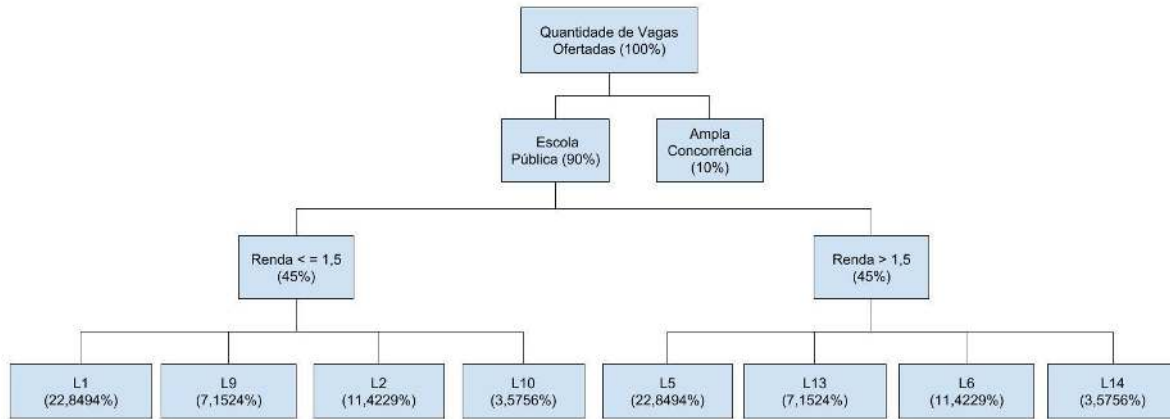 Quantidade de Vagas
Ofertadas (100%)
Escola
Pública (90%)
Ampla
Concorrência
(10%)
Renda < = 1,5
(45%)
Renda > 1,5
(45%)
L1
(22,8494%)
L9
(7,1524%)
L2
(11,4229%)
L10
(3,5756%)
L5
(22,8494%)
L13
(7,1524%)
L6
(11,4229%)
L14
(3,5756%)